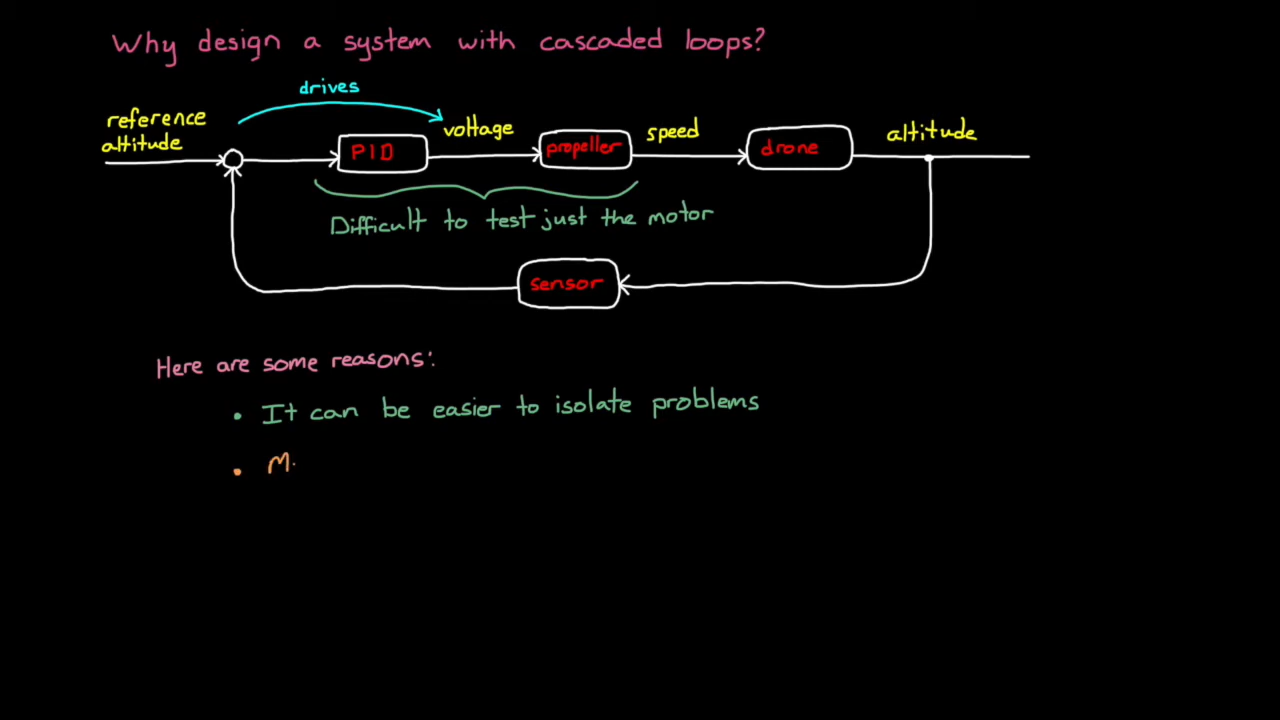 Why design a system with cascaded loops?
drives
reference
altitude
PID
voltage
propeller
speed
drone
altitude
Difficult to test just the motor
sensor
Here are some reasons:
• It can be easier to isolate problems
• M